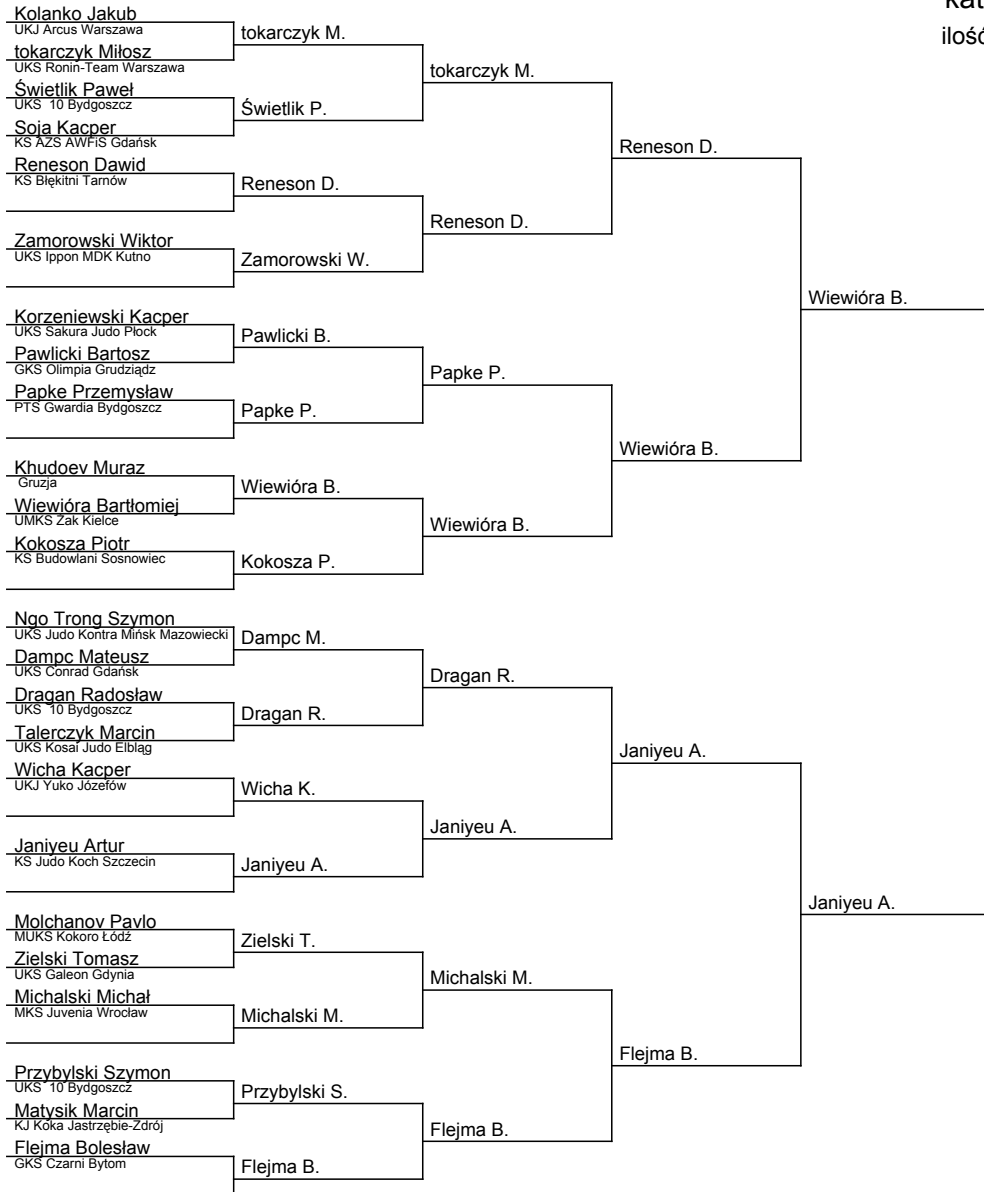 kat
ilość
Kolanko Jakub
UKJ Arcus Warszawa
tokarczyk Miłosz
UKS Ronin-Team Warszawa
Świetlik Paweł
UKS 10 Bydgoszcz
Soja Kacper
KS AZS AWFiS Gdańsk
Reneson Dawid
KS Błękitni Tarnów
Zamorowski Wiktor
UKS Ippon MDK Kutno
Korzeniewski Kacper
UKS Sakura Judo Płock
Pawlicki Bartosz
GKS Olimpia Grudziądz
Papke Przemysław
PTS Gwardia Bydgoszcz
Khudoev Muraz
Gruzja
Wiewióra Bartłomiej
UMKS Żak Kielce
Kokosza Piotr
KS Budowlani Sosnowiec
Ngo Trong Szymon
UKS Judo Kontra Mińsk Mazowiecki
Dampc Mateusz
UKS Conrad Gdańsk
Dragan Radosław
UKS 10 Bydgoszcz
Talerczyk Marcin
UKS Kosai Judo Elbląg
Wicha Kacper
UKJ Yuko Józefów
Janiyeu Artur
KS Judo Koch Szczecin
Molchanov Pavlo
MUKS Kokoro Łódź
Zielski Tomasz
UKS Galeon Gdynia
Michalski Michał
MKS Juvenia Wrocław
Przybylski Szymon
UKS 10 Bydgoszcz
Matysik Marcin
KJ Koka Jastrzębie-Zdrój
Flejma Bolesław
GKS Czarni Bytom
tokarczyk M.
Świetlik P.
Reneson D.
Zamorowski W.
Pawlicki B.
Papke P.
Wiewióra B.
Kokosza P.
Dampc M.
Dragan R.
Wicha K.
Janiyeu A.
Zielski T.
Michalski M.
Przybylski S.
Flejma B.
tokarczyk M.
Reneson D.
Papke P.
Wiewióra B.
Dragan R.
Janiyeu A.
Michalski M.
Flejma B.
Reneson D.
Wiewióra B.
Janiyeu A.
Flejma B.
Wiewióra B.
Janiyeu A.